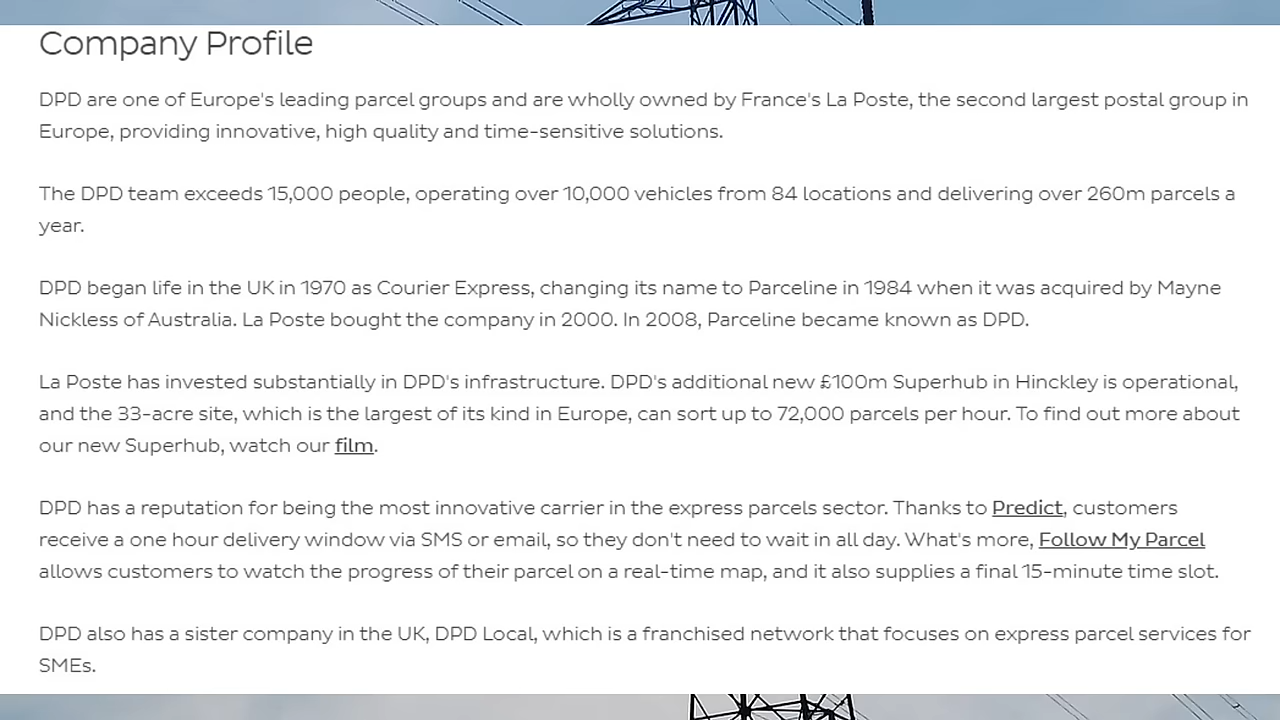 Company Profile
DPD are one of Europe's leading parcel groups and are wholly owned by France's La Poste, the second largest postal group in
Europe, providing innovative, high quality and time-sensitive solutions.
The DPD team exceeds 15,000 people, operating over 10,000 vehicles from 84 locations and delivering over 260m parcels a
year.
DPD began life in the UK in 1970 as Courier Express, changing its name to Parceline in 1984 when it was acquired by Mayne
Nickless of Australia. La Poste bought the company in 2000. In 2008, Parceline became known as DPD.
La Poste has invested substantially in DPD's infrastructure. DPD's additional new £100m Superhub in Hinckley is operational,
and the 33-acre site, which is the largest of its kind in Europe, can sort up to 72,000 parcels per hour. To find out more about
our new Superhub, watch our film.
DPD has a reputation for being the most innovative carrier in the express parcels sector. Thanks to Predict, customers
receive a one hour delivery window via SMS or email, so they don't need to wait in all day. What's more, Follow My Parcel
allows customers to watch the progress of their parcel on a real-time map, and it also supplies a final 15-minute time slot.
DPD also has a sister company in the UK, DPD Local, which is a franchised network that focuses on express parcel services for
SMEs.